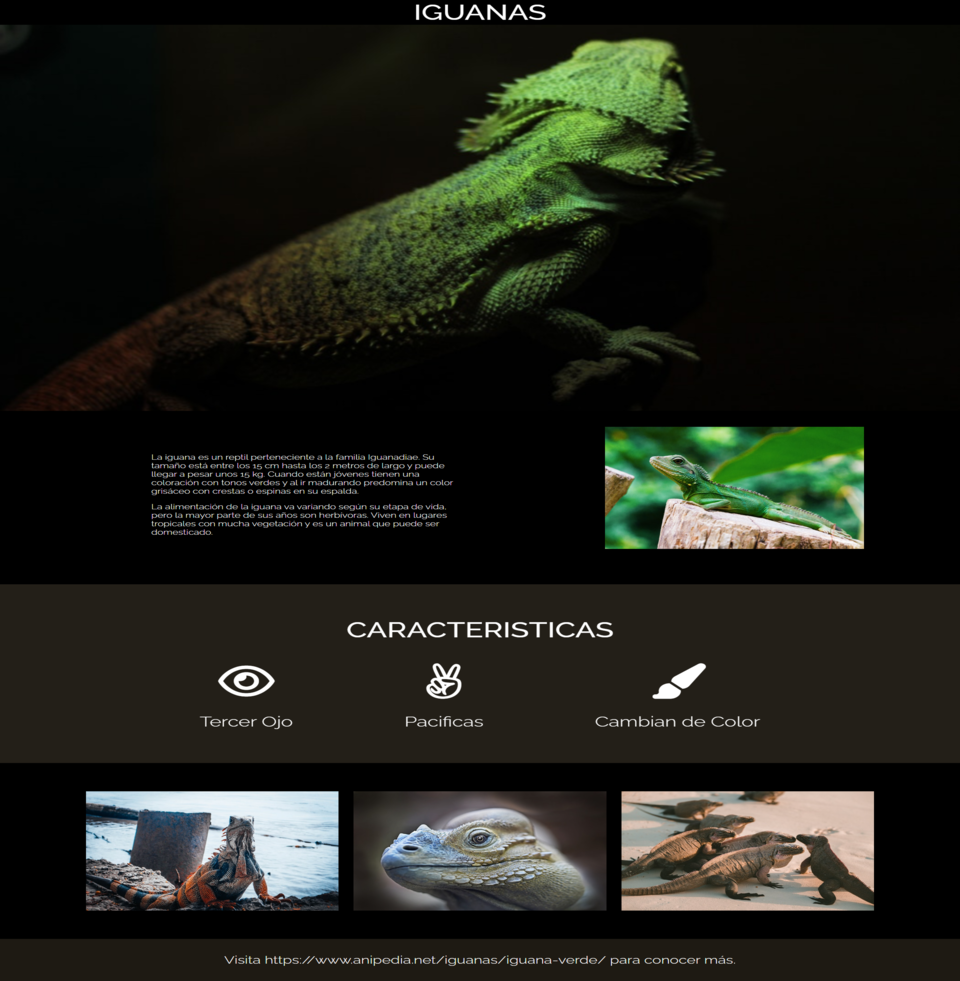 IGUANAS
La iguana es un reptil perteneciente a la familia Iguanadiae. Su
tamaño está entre los 15 cm hasta los 2 metros de largo y puede
llegar a pesar unos 15 kg. Cuando están jóvenes tienen una
coloración con tonos verdes y al ir madurando predomina un color
grisáceo con crestas o espinas en su espalda.
La alimentación de la iguana va variando según su etapa de vida,
pero la mayor parte de sus años son herbívoras. Viven en lugares
tropicales con mucha vegetación y es un animal que puede ser
domesticado.
CARACTERISTICAS
Tercer Ojo
Pacificas
Cambian de Color
Visita https://www.anipedia.net/iguanas/iguana-verde/ para conocer más.